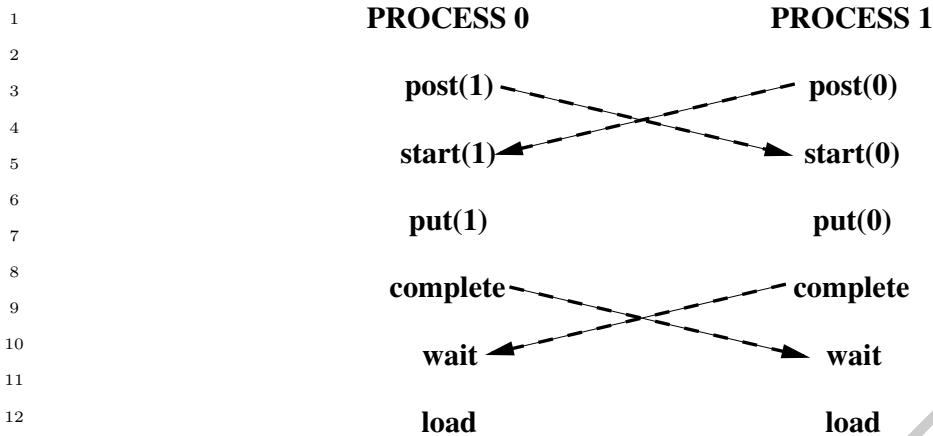 1 PROCESS 0 PROCESS 1
2
3 post(1) post(0)
4
5 start(1) start(0)
6
7 put(1) put(0)
8 complete complete
9
10 wait wait
11
12 load load